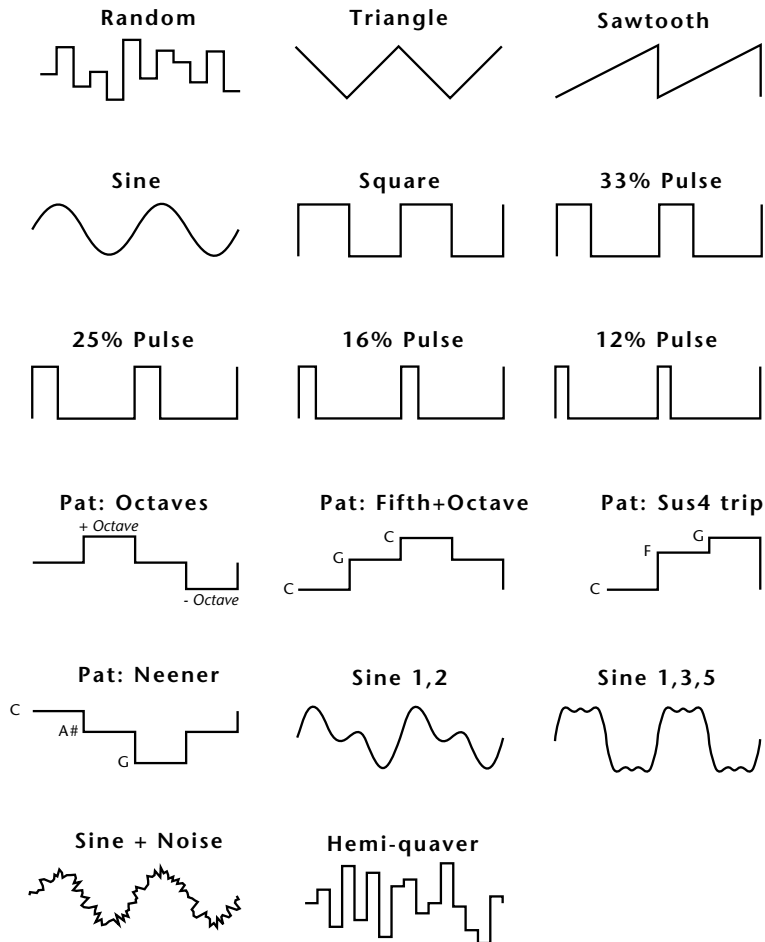 Random
Triangle
Sawtooth
Sine
Square
33% Pulse
25% Pulse
16% Pulse
12% Pulse
Pat: Octaves
+ Octave
- Octave
Pat: Fifth+Octave
C
G
C
Pat: Sus4 trip
G
F
C
Pat: Neener
C
A#
G
Sine 1,2
Sine 1,3,5
Sine + Noise
Hemi-quaver